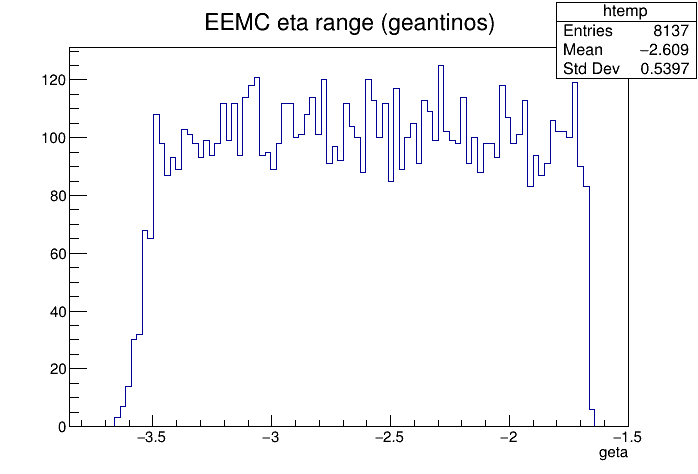 EEMC eta range (geantinos)
htemp
Entries 8137
Mean −2.609
Std Dev 0.5397
120
100
80
60
40
20
0
−3.5 −3 −2.5 −2 −1.5
geta